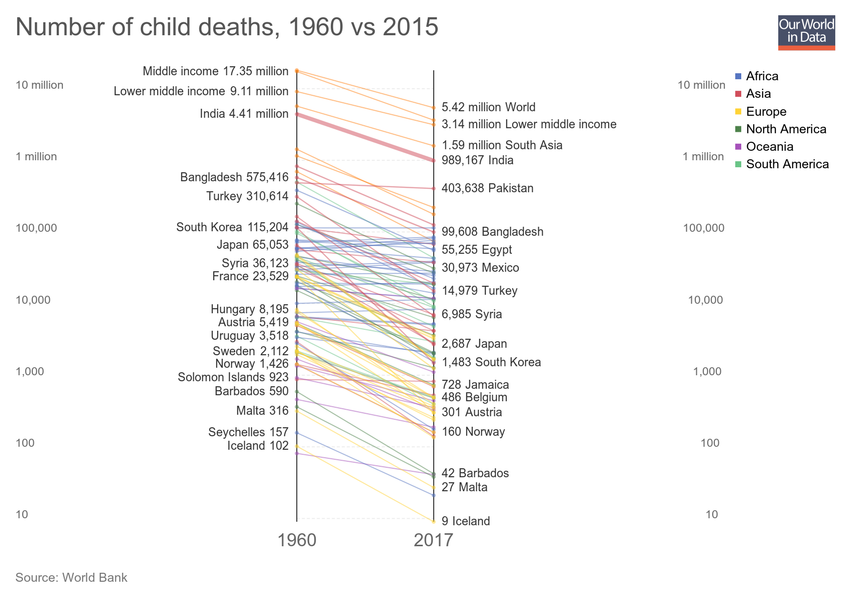 Number of child deaths, 1960 vs 2015
Our World
in Data
10 million
1 million
100,000
10,000
1,000
100
10
Middle income 17.35 million
Lower middle income 9.11 million
India 4.41 million
Bangladesh 575,416
Turkey 310,614
South Korea 115,204
Japan 65,053
Syria 36,123
France 23,529
Hungary 8,195
Austria 5,419
Uruguay 3,518
Sweden 2,112
Norway 1,426
Solomon Islands 923
Barbados 590
Malta 316
Seychelles 157
Iceland 102
5.42 million World
3.14 million Lower middle income
1.59 million South Asia
989,167 India
403,638 Pakistan
99,608 Bangladesh
55,255 Egypt
30,973 Mexico
14,979 Turkey
6,985 Syria
2,687 Japan
1,483 South Korea
728 Jamaica
486 Belgium
301 Austria
160 Norway
42 Barbados
27 Malta
9 Iceland
10 million
1 million
100,000
10,000
1,000
100
10
Africa
Asia
Europe
North America
Oceania
South America
1960
2017
Source: World Bank